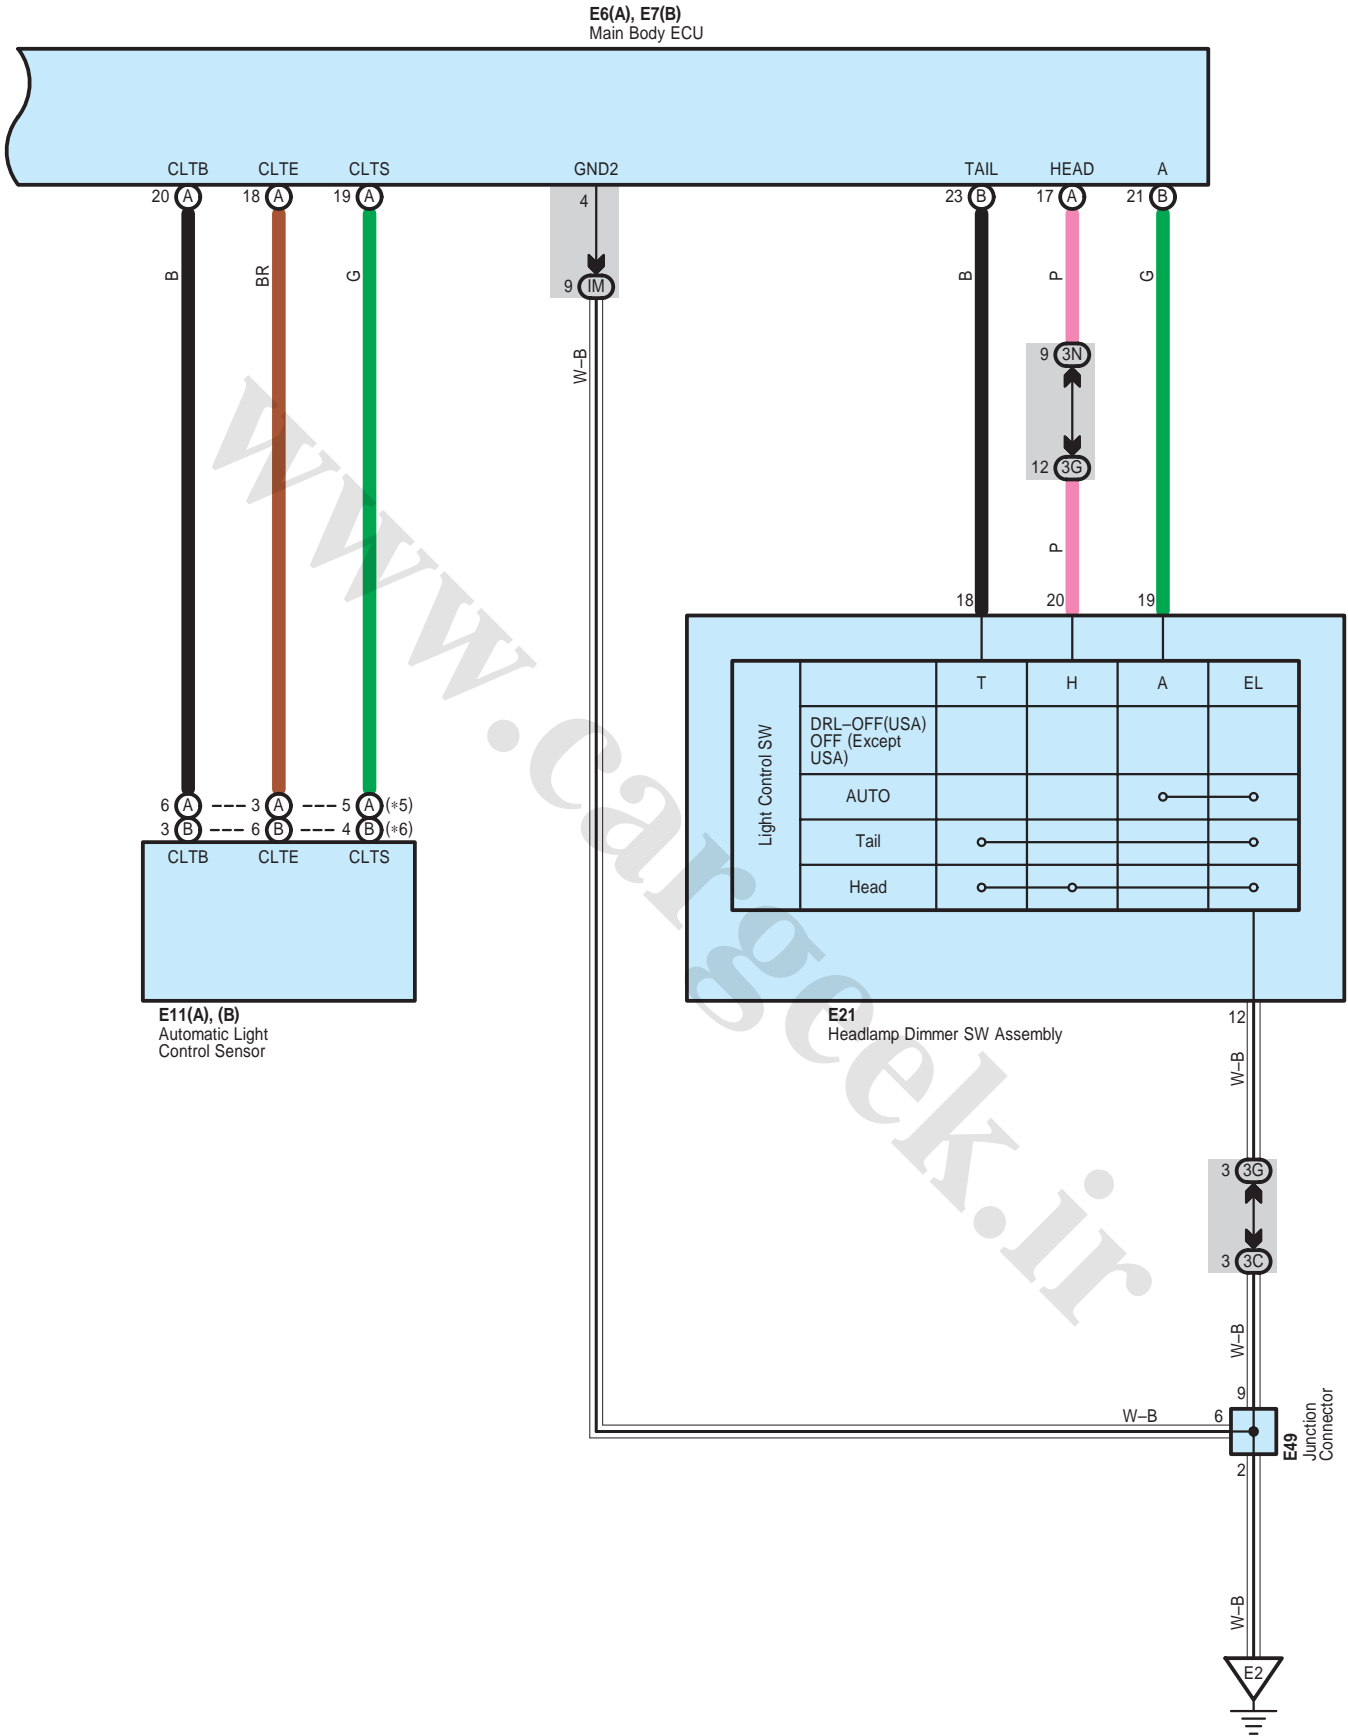 E6(A), E7(B)
Main Body ECU
CLTB CLTE CLTS GND2 TAIL HEAD A
20 A 18 A 19 A 4 23 B 17 A 21 B
B BR G B P G
9 IM
W–B
9 3N
12 3G
P
18 20 19
Light Control SW
T H A EL
DRL–OFF(USA)
OFF (Except
USA)
AUTO
Tail
Head
6 A 3 A 5 A (*5)
3 B 6 B 4 B (*6)
CLTB CLTE CLTS
E11(A), (B)
Automatic Light
Control Sensor
E21
Headlamp Dimmer SW Assembly
12
W–B
3 3G
3 3C
W–B
9
W–B 6
E49
Junction
Connector
2
W–B
E2
www.cargeek.ir